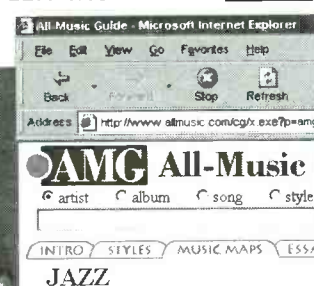 All-Music Guide - Microsoft Internet Explorer
File Edit View Go Favorites Help
Back Forward Stop Refresh
Address http://www.allmusic.com/cg/x.exe?p=amg
AMG All-Music
artist album song style
INTRO STYLES MUSIC MAPS ESSA
JAZZ